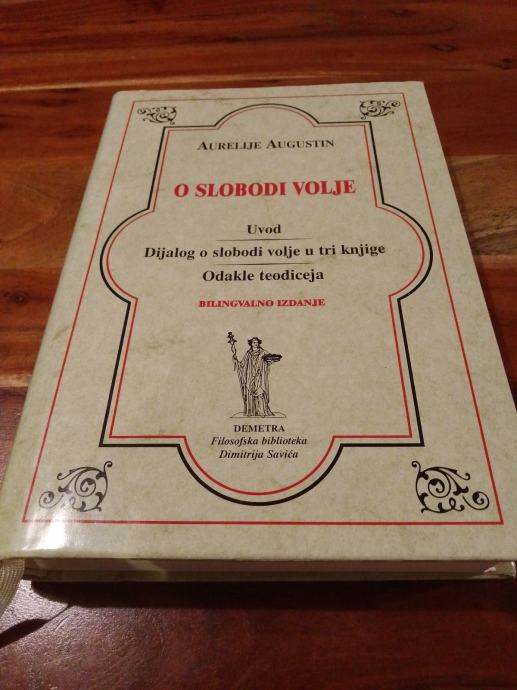 AURELIJE AUGUSTIN
O SLOBODI VOLJE
Uvod
Dijalog o slobodi volje u tri knjige
Odakle teodiceja
BILINGVALNO IZDANJE
DEMETRA
Filosofska biblioteka
Dimitrija Savića